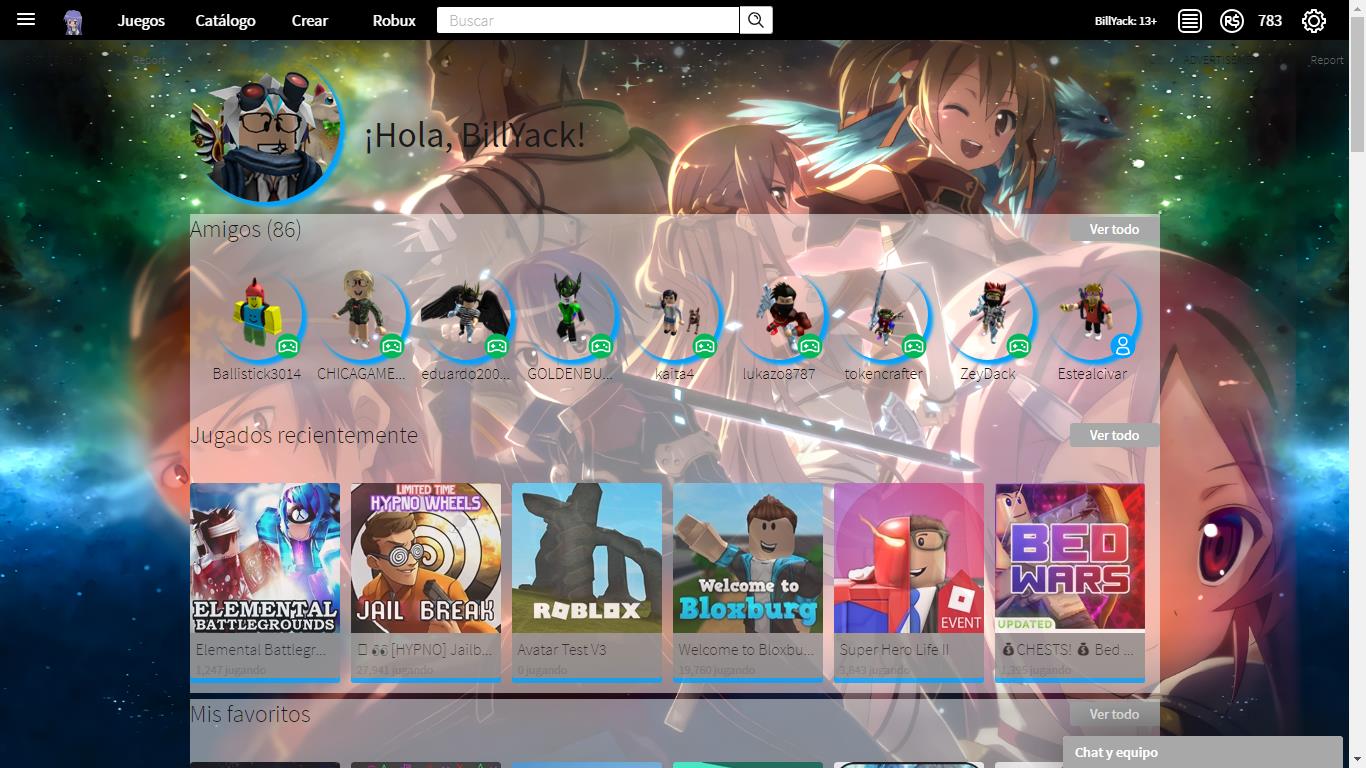 Juegos Catálogo Crear Robux Buscar BillYack: 13+ R$ 783
Report ADVERTISEMENT Report
¡Hola, BillYack!
Amigos (86) Ver todo
Ballistick3014 CHICAGAME... eduardo200... GOLDENBU... kaita4 lukazo8787 tokencrafter ZeyDack Estealcivar
Jugados recientemente Ver todo
LIMITED TIME
HYPNO WHEELS
JAIL BREAK
ELEMENTAL
BATTLEGROUNDS
ROBLOX
Welcome to
Bloxburg
EVENT
BED
WARS
UPDATED
Elemental Battlegr... [HYPNO] Jailb... Avatar Test V3 Welcome to Bloxbu... Super Hero Life II 💰CHESTS! 💰 Bed ...
1,247 jugando 27,941 jugando 0 jugando 19,760 jugando 3,643 jugando 1,395 jugando
Mis favoritos Ver todo
Chat y equipo